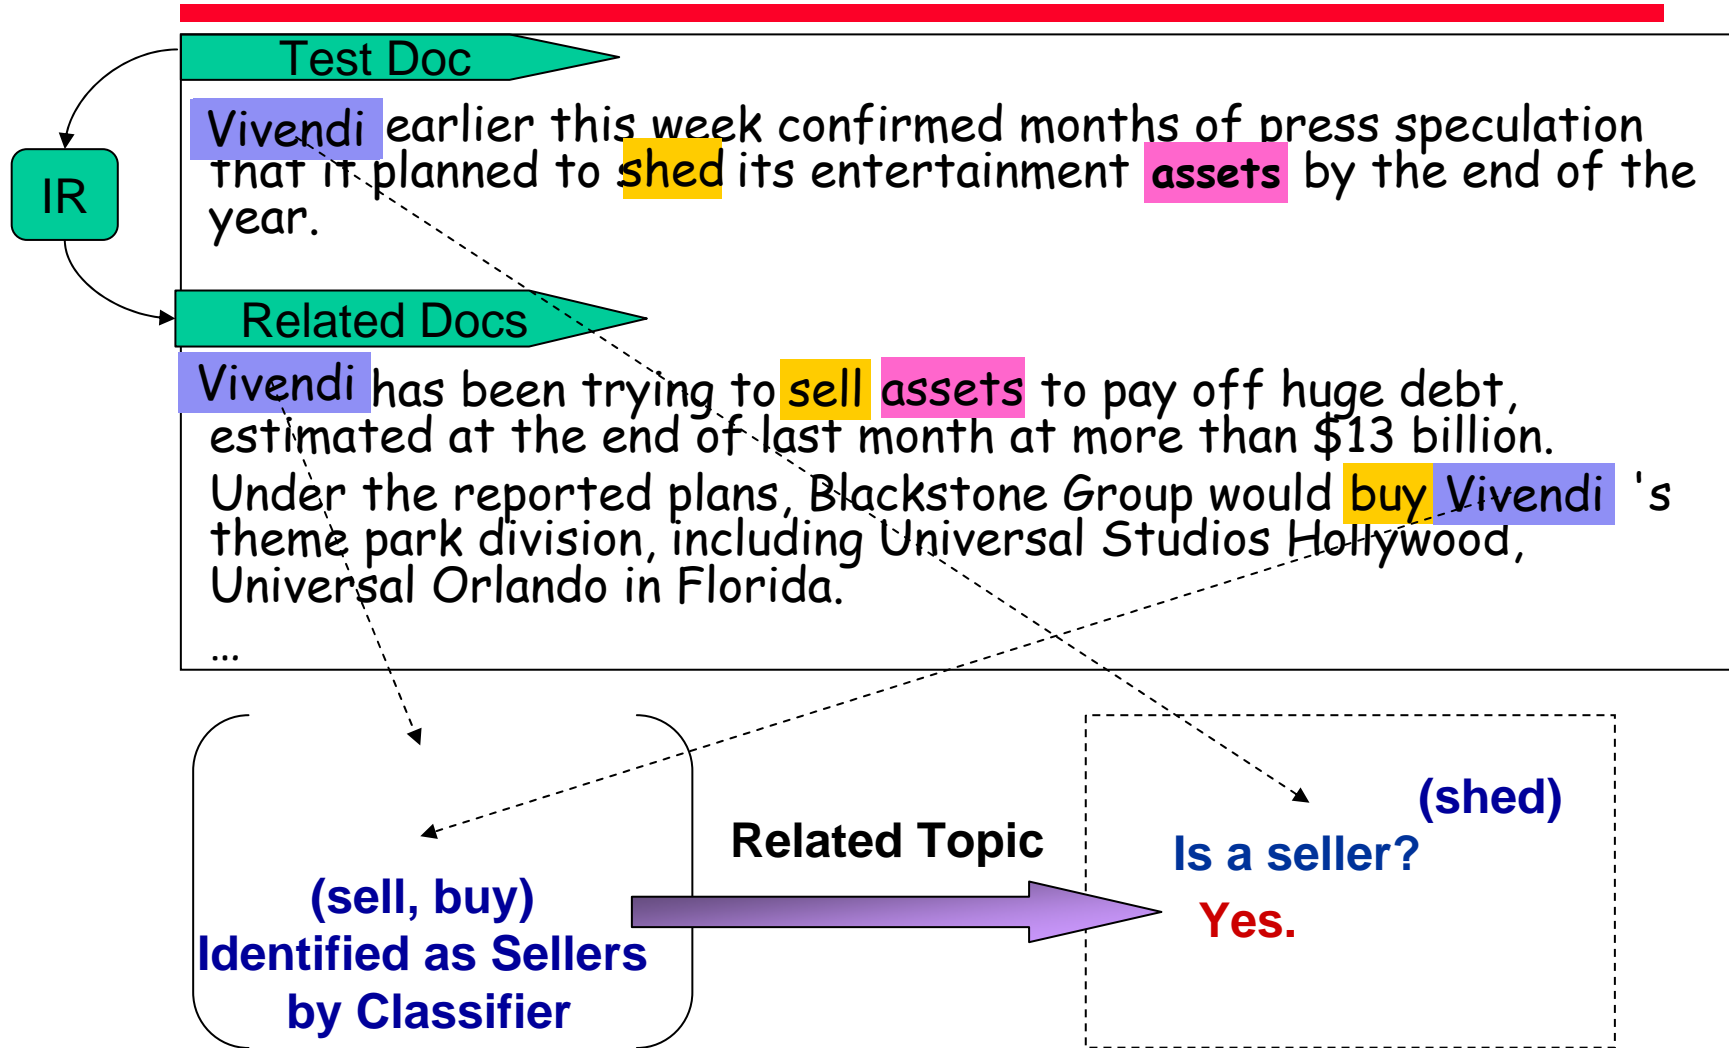 Test Doc
Vivendi earlier this week confirmed months of press speculation
that it planned to shed its entertainment assets by the end of the
year.
IR
Related Docs
Vivendi has been trying to sell assets to pay off huge debt,
estimated at the end of last month at more than $13 billion.
Under the reported plans, Blackstone Group would buy Vivendi 's
theme park division, including Universal Studios Hollywood,
Universal Orlando in Florida.
…
(sell, buy)
Identified as Sellers
by Classifier
Related Topic
(shed)
Is a seller?
Yes.